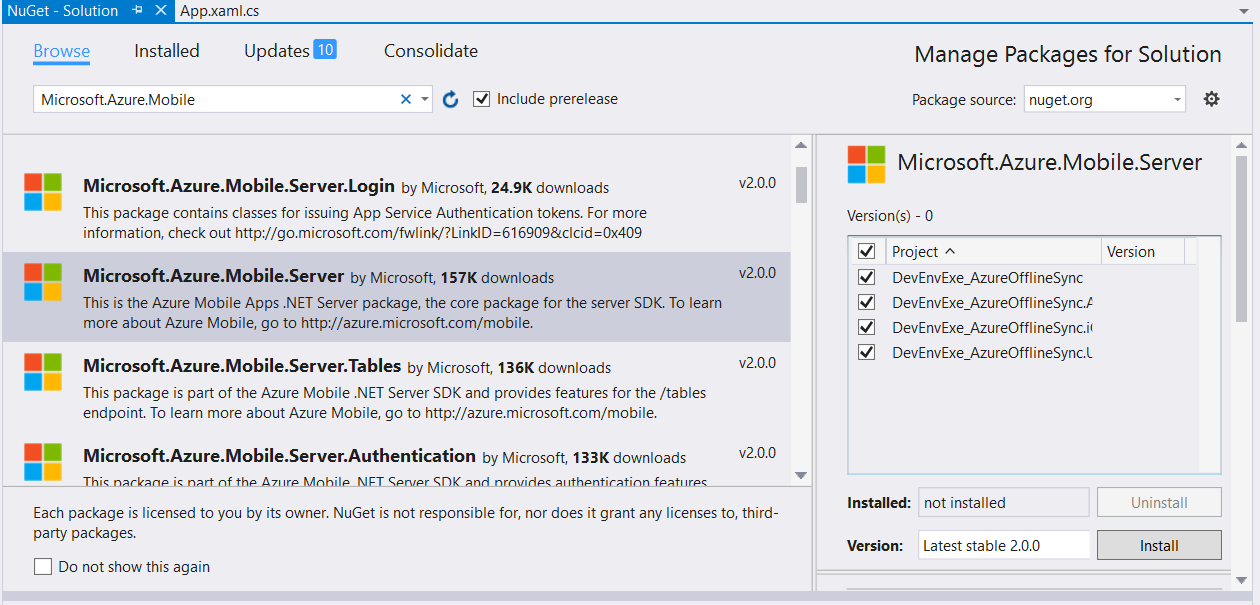 NuGet - Solution
App.xaml.cs
Browse
Installed
Updates 10
Consolidate
Manage Packages for Solution
Microsoft.Azure.Mobile
Include prerelease
Package source: nuget.org
Microsoft.Azure.Mobile.Server.Login by Microsoft, 24.9K downloads v2.0.0
This package contains classes for issuing App Service Authentication tokens. For more
information, check out http://go.microsoft.com/fwlink/?LinkID=616909&clcid=0x409
Microsoft.Azure.Mobile.Server by Microsoft, 157K downloads v2.0.0
This is the Azure Mobile Apps .NET Server package, the core package for the server SDK. To learn
more about Azure Mobile, go to http://azure.microsoft.com/mobile.
Microsoft.Azure.Mobile.Server.Tables by Microsoft, 136K downloads v2.0.0
This package is part of the Azure Mobile .NET Server SDK and provides features for the /tables
endpoint. To learn more about Azure Mobile, go to http://azure.microsoft.com/mobile.
Microsoft.Azure.Mobile.Server.Authentication by Microsoft, 133K downloads v2.0.0
This package is part of the Azure Mobile .NET Server SDK and provides authentication features
Each package is licensed to you by its owner. NuGet is not responsible for, nor does it grant any licenses to, third-
party packages.
Do not show this again
Microsoft.Azure.Mobile.Server
Version(s) - 0
Project Version
DevEnvExe_AzureOfflineSync
DevEnvExe_AzureOfflineSync.A
DevEnvExe_AzureOfflineSync.i
DevEnvExe_AzureOfflineSync.U
Installed: not installed Uninstall
Version: Latest stable 2.0.0 Install